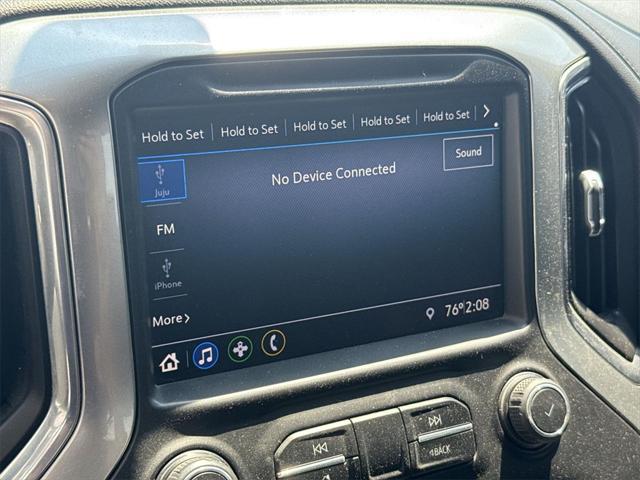 Hold to Set Hold to Set Hold to Set Hold to Set Hold to Set >
Sound
No Device Connected
Juju
FM
iPhone
More >
76° 2:08
BACK